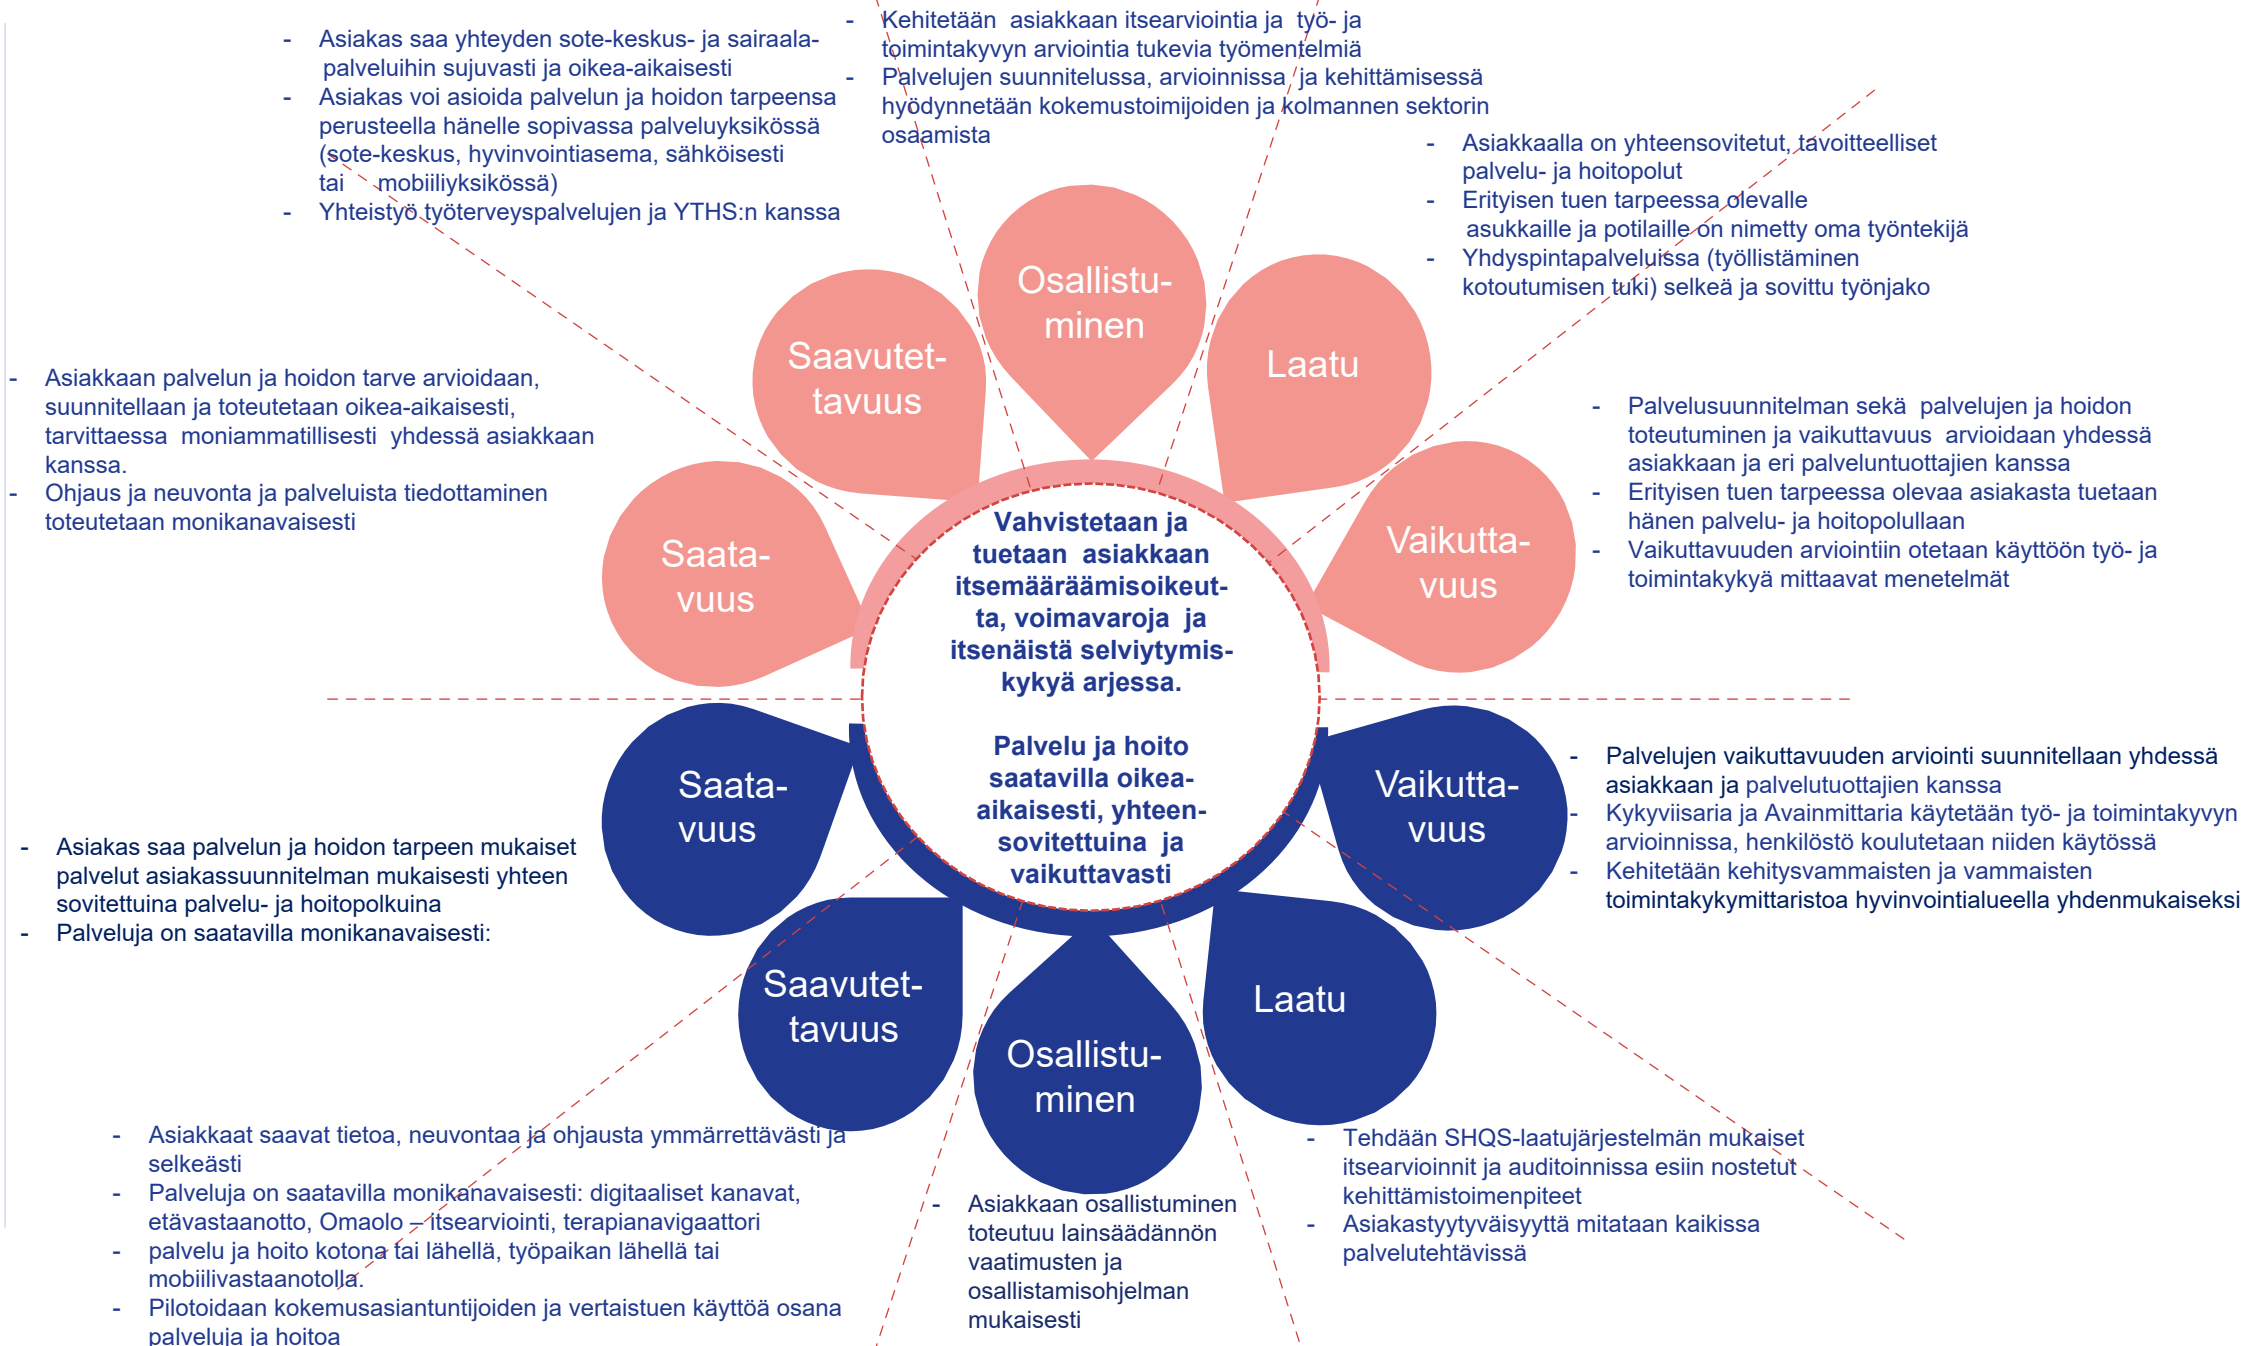 - Asiakas saa yhteyden sote-keskus- ja sairaala-
palveluihin sujuvasti ja oikea-aikaisesti
- Asiakas voi asioida palvelun ja hoidon tarpeensa
perusteella hänelle sopivassa palveluyksikössä
(sote-keskus, hyvinvointiasema, sähköisesti
tai mobiiliyksikössä)
- Yhteistyö työterveyspalvelujen ja YTHS:n kanssa
- Kehitetään asiakkaan itsearviointia ja työ- ja
toimintakyvyn arviointia tukevia työmentelmiä
- Palvelujen suunnitelussa, arvioinnissa ja kehittämisessä
hyödynnetään kokemustoimijoiden ja kolmannen sektorin
osaamista
- Asiakkaalla on yhteensovitetut, tavoitteelliset
palvelu- ja hoitopolut
- Erityisen tuen tarpeessa olevalle
asukkaille ja potilaille on nimetty oma työntekijä
- Yhdyspintapalveluissa (työllistäminen
kotoutumisen tuki) selkeä ja sovittu työnjako
Osallistu-
minen
Saavutet-
tavuus
Laatu
- Asiakkaan palvelun ja hoidon tarve arvioidaan,
suunnitellaan ja toteutetaan oikea-aikaisesti,
tarvittaessa moniammatillisesti yhdessä asiakkaan
kanssa.
- Ohjaus ja neuvonta ja palveluista tiedottaminen
toteutetaan monikanavaisesti
Saata-
vuus
Vaikutta-
vuus
- Palvelusuunnitelman sekä palvelujen ja hoidon
toteutuminen ja vaikuttavuus arvioidaan yhdessä
asiakkaan ja eri palveluntuottajien kanssa
- Erityisen tuen tarpeessa olevaa asiakasta tuetaan
hänen palvelu- ja hoitopolullaan
- Vaikuttavuuden arviointiin otetaan käyttöön työ- ja
toimintakykyä mittaavat menetelmät
Vahvistetaan ja
tuetaan asiakkaan
itsemääräämisoikeut-
ta, voimavaroja ja
itsenäistä selviytymis-
kykyä arjessa.
Palvelu ja hoito
saatavilla oikea-
aikaisesti, yhteen-
sovitettuina ja
vaikuttavasti
Saata-
vuus
Vaikutta-
vuus
- Palvelujen vaikuttavuuden arviointi suunnitellaan yhdessä
asiakkaan ja palvelutuottajien kanssa
- Kykyviisaria ja Avainmittaria käytetään työ- ja toimintakyvyn
arvioinnissa, henkilöstö koulutetaan niiden käytössä
- Kehitetään kehitysvammaisten ja vammaisten
toimintakykymittaristoa hyvinvointialueella yhdenmukaiseksi
- Asiakas saa palvelun ja hoidon tarpeen mukaiset
palvelut asiakassuunnitelman mukaisesti yhteen
sovitettuina palvelu- ja hoitopolkuina
- Palveluja on saatavilla monikanavaisesti:
Saavutet-
tavuus
Osallistu-
minen
Laatu
- Asiakkaat saavat tietoa, neuvontaa ja ohjausta ymmärrettävästi ja
selkeästi
- Palveluja on saatavilla monikanavaisesti: digitaaliset kanavat,
etävastaanotto, Omaolo – itsearviointi, terapianavigaattori
- palvelu ja hoito kotona tai lähellä, työpaikan lähellä tai
mobiilivastaanotolla.
- Pilotoidaan kokemusasiantuntijoiden ja vertaistuen käyttöä osana
palveluja ja hoitoa
- Asiakkaan osallistuminen
toteutuu lainsäädännön
vaatimusten ja
osallistamisohjelman
mukaisesti
- Tehdään SHQS-laatujärjestelmän mukaiset
itsearvioinnit ja auditoinnissa esiin nostetut
kehittämistoimenpiteet
- Asiakastyytyväisyyttä mitataan kaikissa
palvelutehtävissä